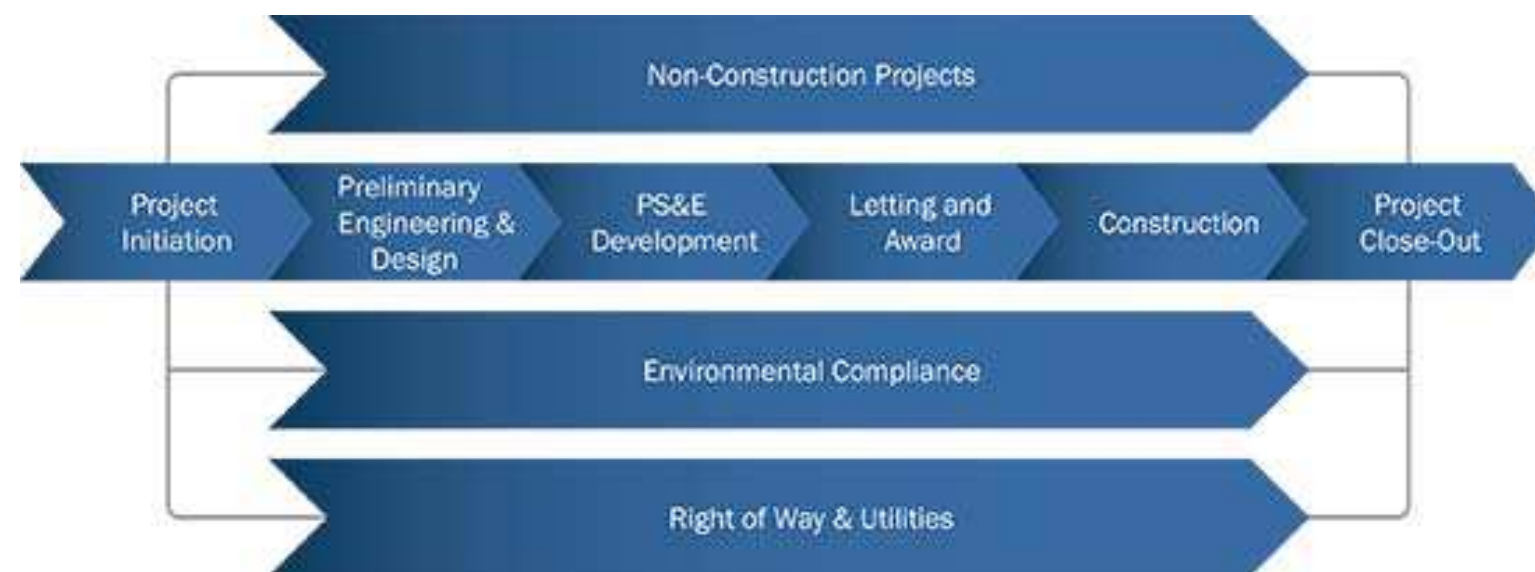 Non-Construction Projects
Project
Initiation
Preliminary
Engineering &
Design
PS&E
Development
Letting and
Award
Construction
Project
Close-Out
Environmental Compliance
Right of Way & Utilities